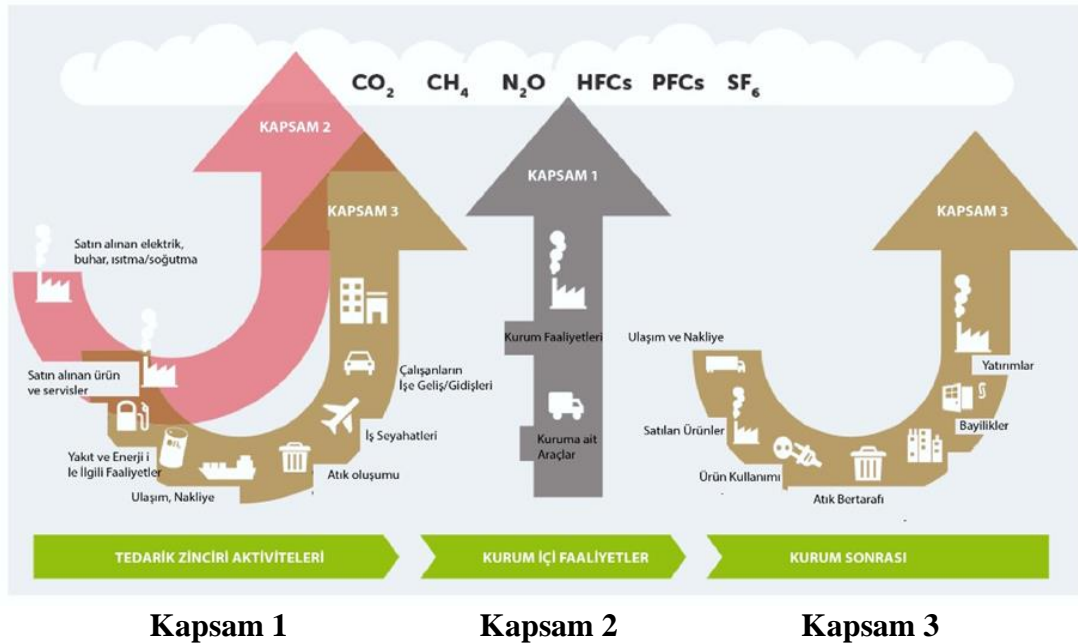 CO2 CH4 N2O HFCs PFCs SF6
KAPSAM 2
KAPSAM 3
Satın alınan elektrik,
buhar, ısıtma/soğutma
Satın alınan ürün
ve servisler
Yakıt ve Enerji i
le İlgili Faaliyetler
Ulaşım, Nakliye
Atık oluşumu
İş Seyahatleri
Çalışanların
İşe Geliş/Gidişleri
OIL
KAPSAM 1
Kurum Faaliyetleri
Kuruma ait
Araçlar
KAPSAM 3
Ulaşım ve Nakliye
Satılan Ürünler
Ürün Kullanımı
Atık Bertarafı
Bayilikler
Yatırımlar
TEDARİK ZİNCİRİ AKTİVİTELERİ
KURUM İÇİ FAALİYETLER
KURUM SONRASI
Kapsam 1
Kapsam 2
Kapsam 3